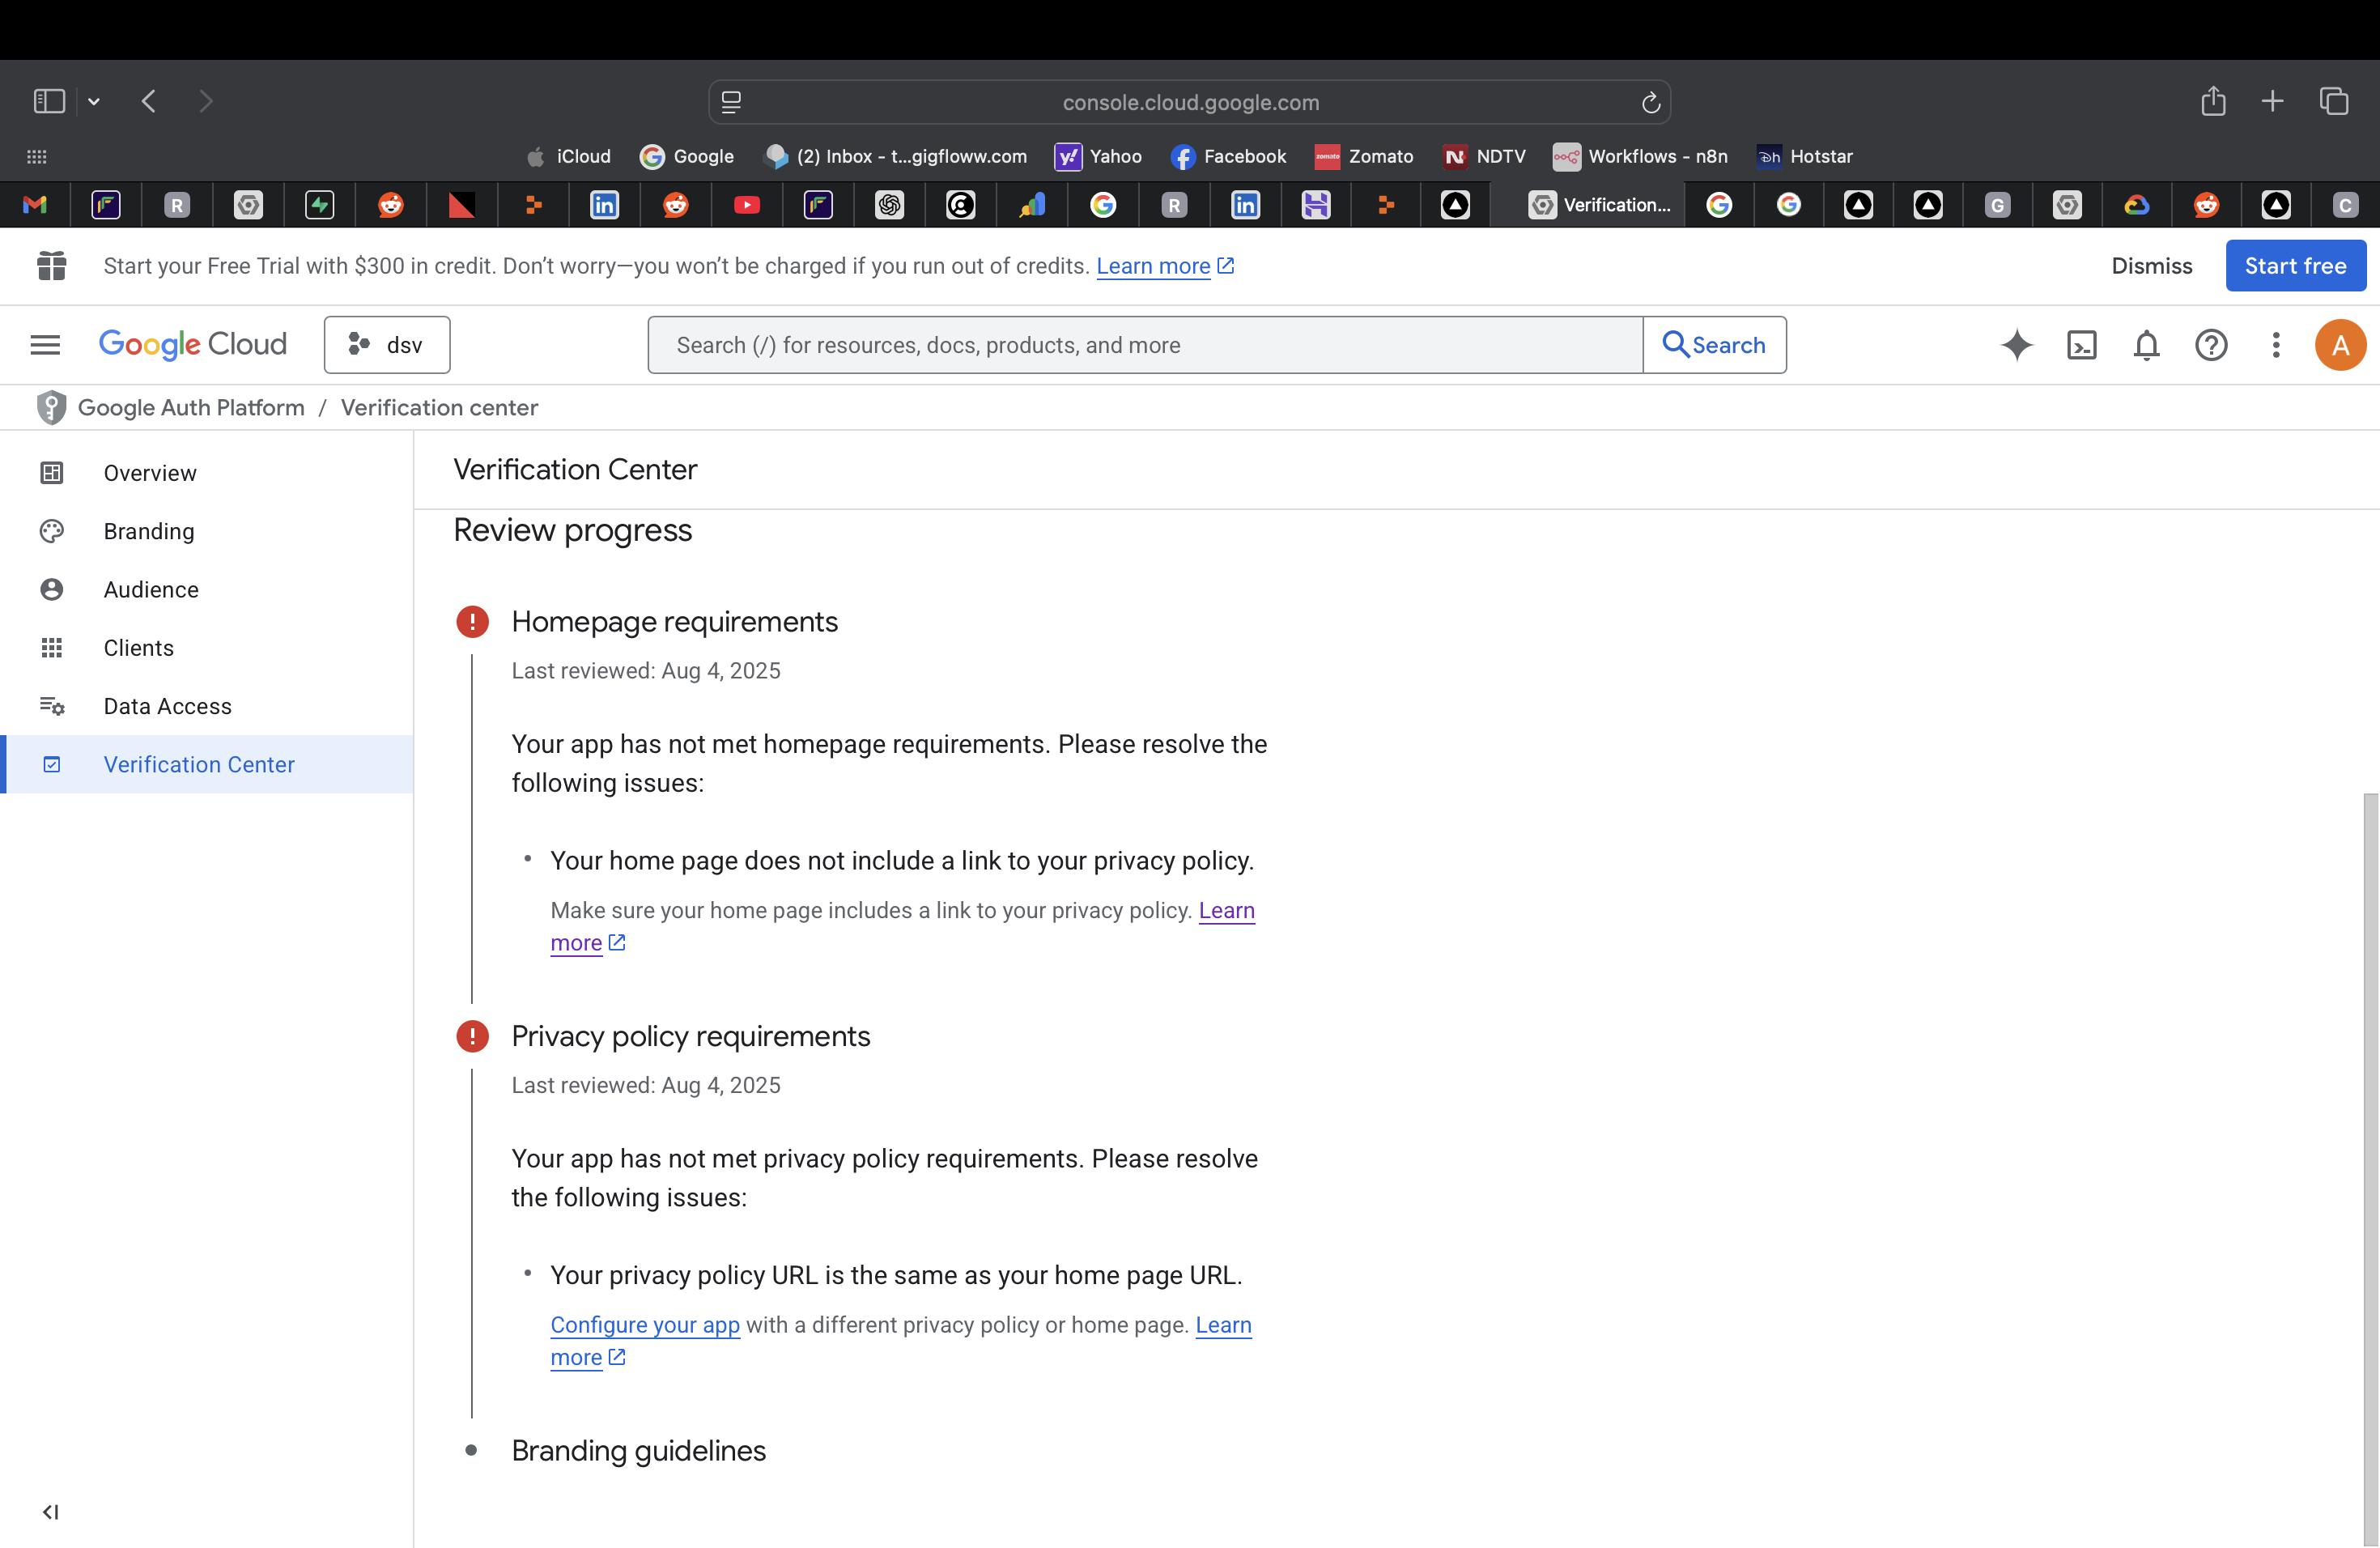 console.cloud.google.com
iCloud
Google
(2) Inbox - t...gigfloww.com
Yahoo
Facebook
zomato
Zomato
NDTV
Workflows - n8n
Hotstar
R
in
R
in
Verification...
G
C
Start your Free Trial with $300 in credit. Don’t worry—you won’t be charged if you run out of credits. Learn more
Dismiss
Start free
Google Cloud
dsv
Search (/) for resources, docs, products, and more
Search
A
Google Auth Platform / Verification center
Overview
Branding
Audience
Clients
Data Access
Verification Center
Verification Center
Review progress
Homepage requirements
Last reviewed: Aug 4, 2025
Your app has not met homepage requirements. Please resolve the
following issues:
• Your home page does not include a link to your privacy policy.
Make sure your home page includes a link to your privacy policy. Learn
more
Privacy policy requirements
Last reviewed: Aug 4, 2025
Your app has not met privacy policy requirements. Please resolve
the following issues:
• Your privacy policy URL is the same as your home page URL.
Configure your app with a different privacy policy or home page. Learn
more
Branding guidelines